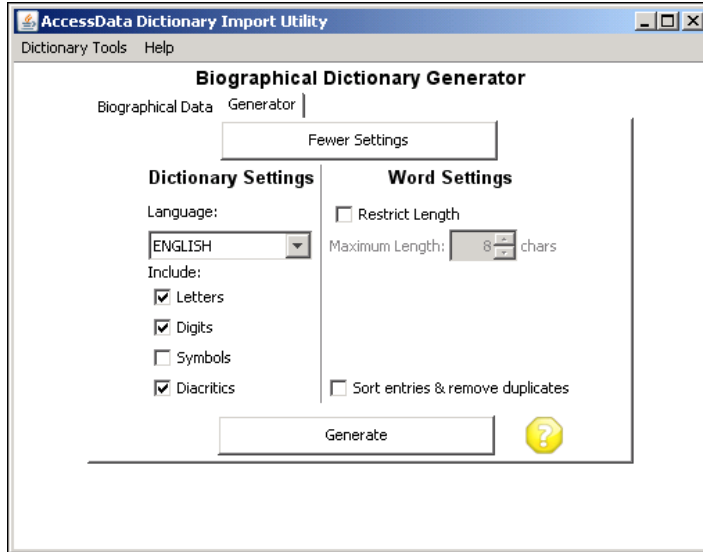 AccessData Dictionary Import Utility
Dictionary Tools Help
Biographical Dictionary Generator
Biographical Data Generator
Fewer Settings
Dictionary Settings Word Settings
Language: Restrict Length
ENGLISH Maximum Length: 8 chars
Include:
Letters
Digits
Symbols
Diacritics Sort entries & remove duplicates
Generate ?